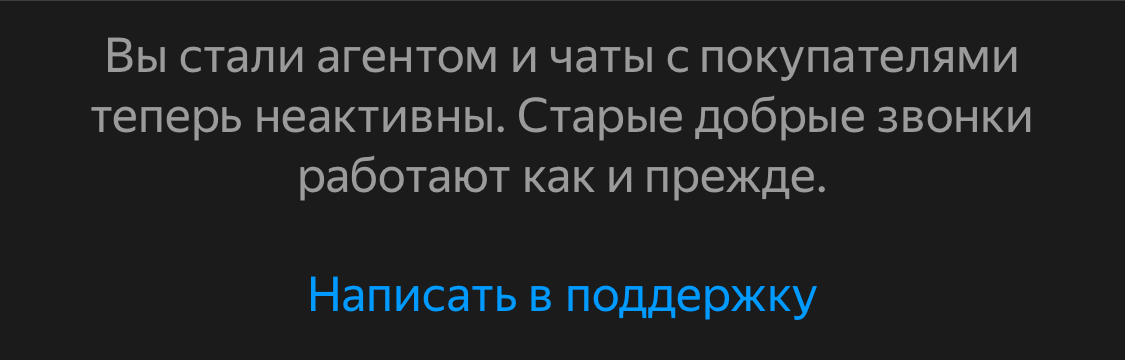 Вы стали агентом и чаты с покупателями
теперь неактивны. Старые добрые звонки
работают как и прежде.
Написать в поддержку